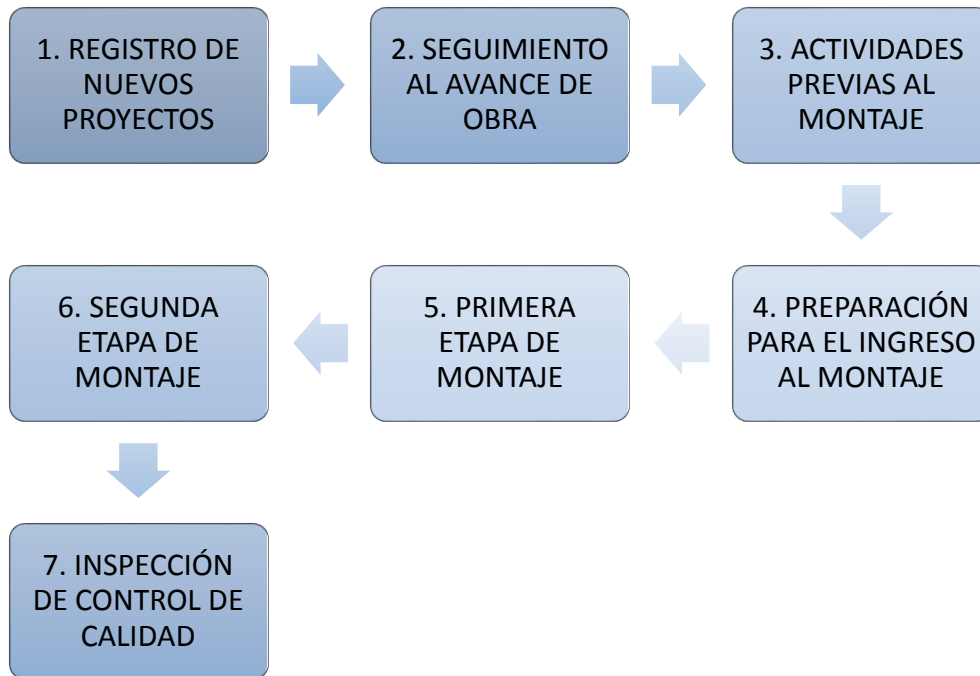 1. REGISTRO DE
NUEVOS
PROYECTOS
2. SEGUIMIENTO
AL AVANCE DE
OBRA
3. ACTIVIDADES
PREVIAS AL
MONTAJE
4. PREPARACIÓN
PARA EL INGRESO
AL MONTAJE
5. PRIMERA
ETAPA DE
MONTAJE
6. SEGUNDA
ETAPA DE
MONTAJE
7. INSPECCIÓN
DE CONTROL DE
CALIDAD